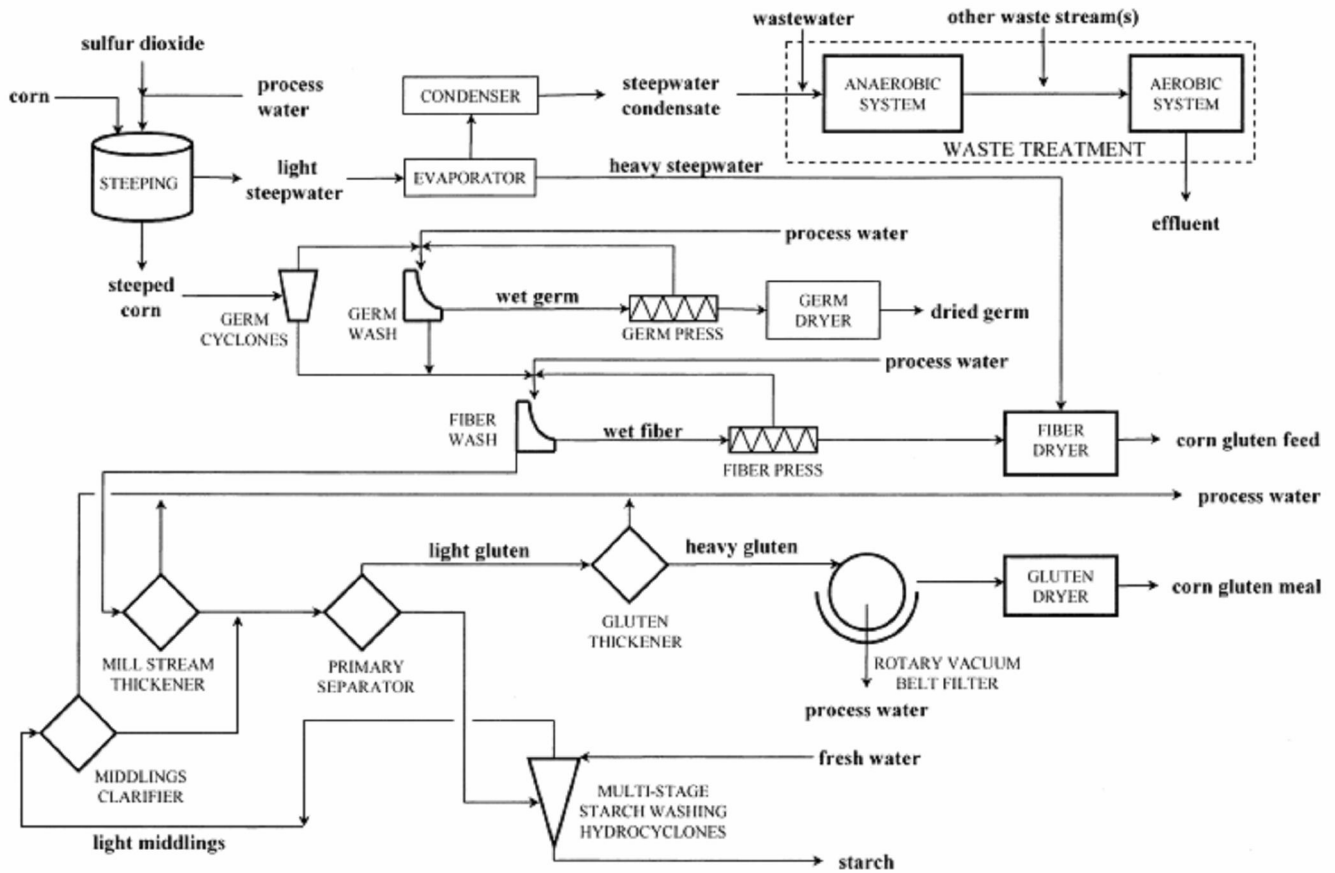 wastewater
other waste stream(s)
sulfur dioxide
corn
process
water
CONDENSER
steepwater
condensate
ANAEROBIC
SYSTEM
AEROBIC
SYSTEM
WASTE TREATMENT
STEEPING
light
steepwater
EVAPORATOR
heavy steepwater
effluent
process water
steeped
corn
GERM
CYCLONES
GERM
WASH
wet germ
GERM PRESS
GERM
DRYER
dried germ
process water
FIBER
WASH
wet fiber
FIBER PRESS
FIBER
DRYER
corn gluten feed
process water
light gluten
heavy gluten
GLUTEN
DRYER
corn gluten meal
MILL STREAM
THICKENER
PRIMARY
SEPARATOR
GLUTEN
THICKENER
ROTARY VACUUM
BELT FILTER
process water
fresh water
MIDDLINGS
CLARIFIER
MULTI-STAGE
STARCH WASHING
HYDROCYCLONES
light middlings
starch